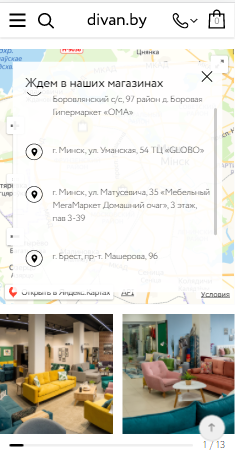 divan.by
0
Цнянка
Ждем в наших магазинах
Боровлянский с/с, 97 район д. Боровая
Гипермаркет «ОМА»
г. Минск, ул. Уманская, 54 ТЦ «GLOBO»
Минск
г. Минск, ул. Матусевича, 35 «Мебельный
МегаМаркет Домашний очаг», 3 этаж,
пав 3-39
г. Брест, пр-т. Машерова, 96
Открыть в Яндекс.Картах
Условия
1 / 13